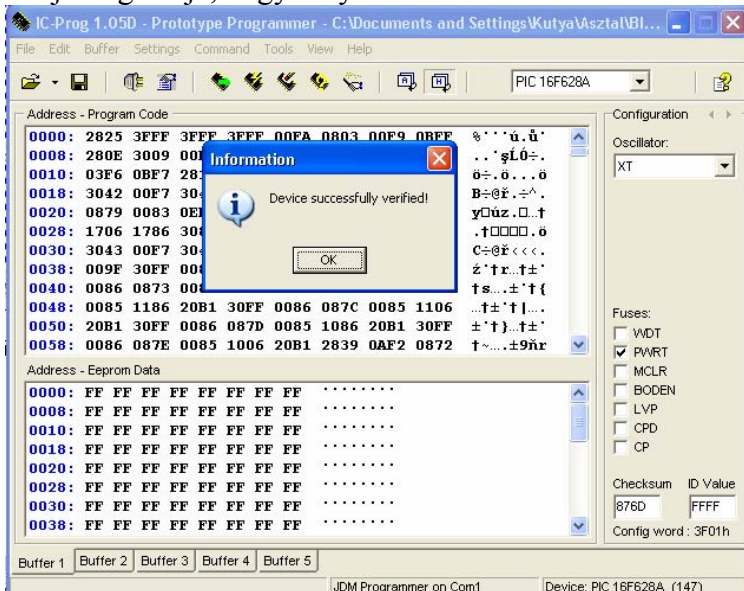 IC-Prog 1.05D - Prototype Programmer - C:\Documents and Settings\Kutya\Asztal\Bl...
File Edit Buffer Settings Command Tools View Help
PIC 16F628A
Address - Program Code
0000: 2825 3FFF 3FFF 3FFF 00FA 0803 00F9 0BFF
0008: 280E 3009
0010: 03F6 0BF7
0018: 3042 00F7
0020: 0879 0083
0028: 1706 1786
0030: 3043 00F7
0038: 009F 30FF
0040: 0086 0873
0048: 0085 1186 20B1 30FF 0086 087C 0085 1106
0050: 20B1 30FF 0086 087D 0085 1086 20B1 30FF
0058: 0086 087E 0085 1006 20B1 2839 0AF2 0872
Information
Device successfully verified!
OK
Address - Eeprom Data
0000: FF FF FF FF FF FF FF FF
0008: FF FF FF FF FF FF FF FF
0010: FF FF FF FF FF FF FF FF
0018: FF FF FF FF FF FF FF FF
0020: FF FF FF FF FF FF FF FF
0028: FF FF FF FF FF FF FF FF
0030: FF FF FF FF FF FF FF FF
0038: FF FF FF FF FF FF FF FF
Configuration
Oscillator:
XT
Fuses:
WDT
PWRT
MCLR
BODEN
LVP
CPD
CP
Checksum ID Value
876D FFFF
Config word : 3F01h
Buffer 1 Buffer 2 Buffer 3 Buffer 4 Buffer 5
JDM Programmer on Com1 Device: PIC 16F628A (147)